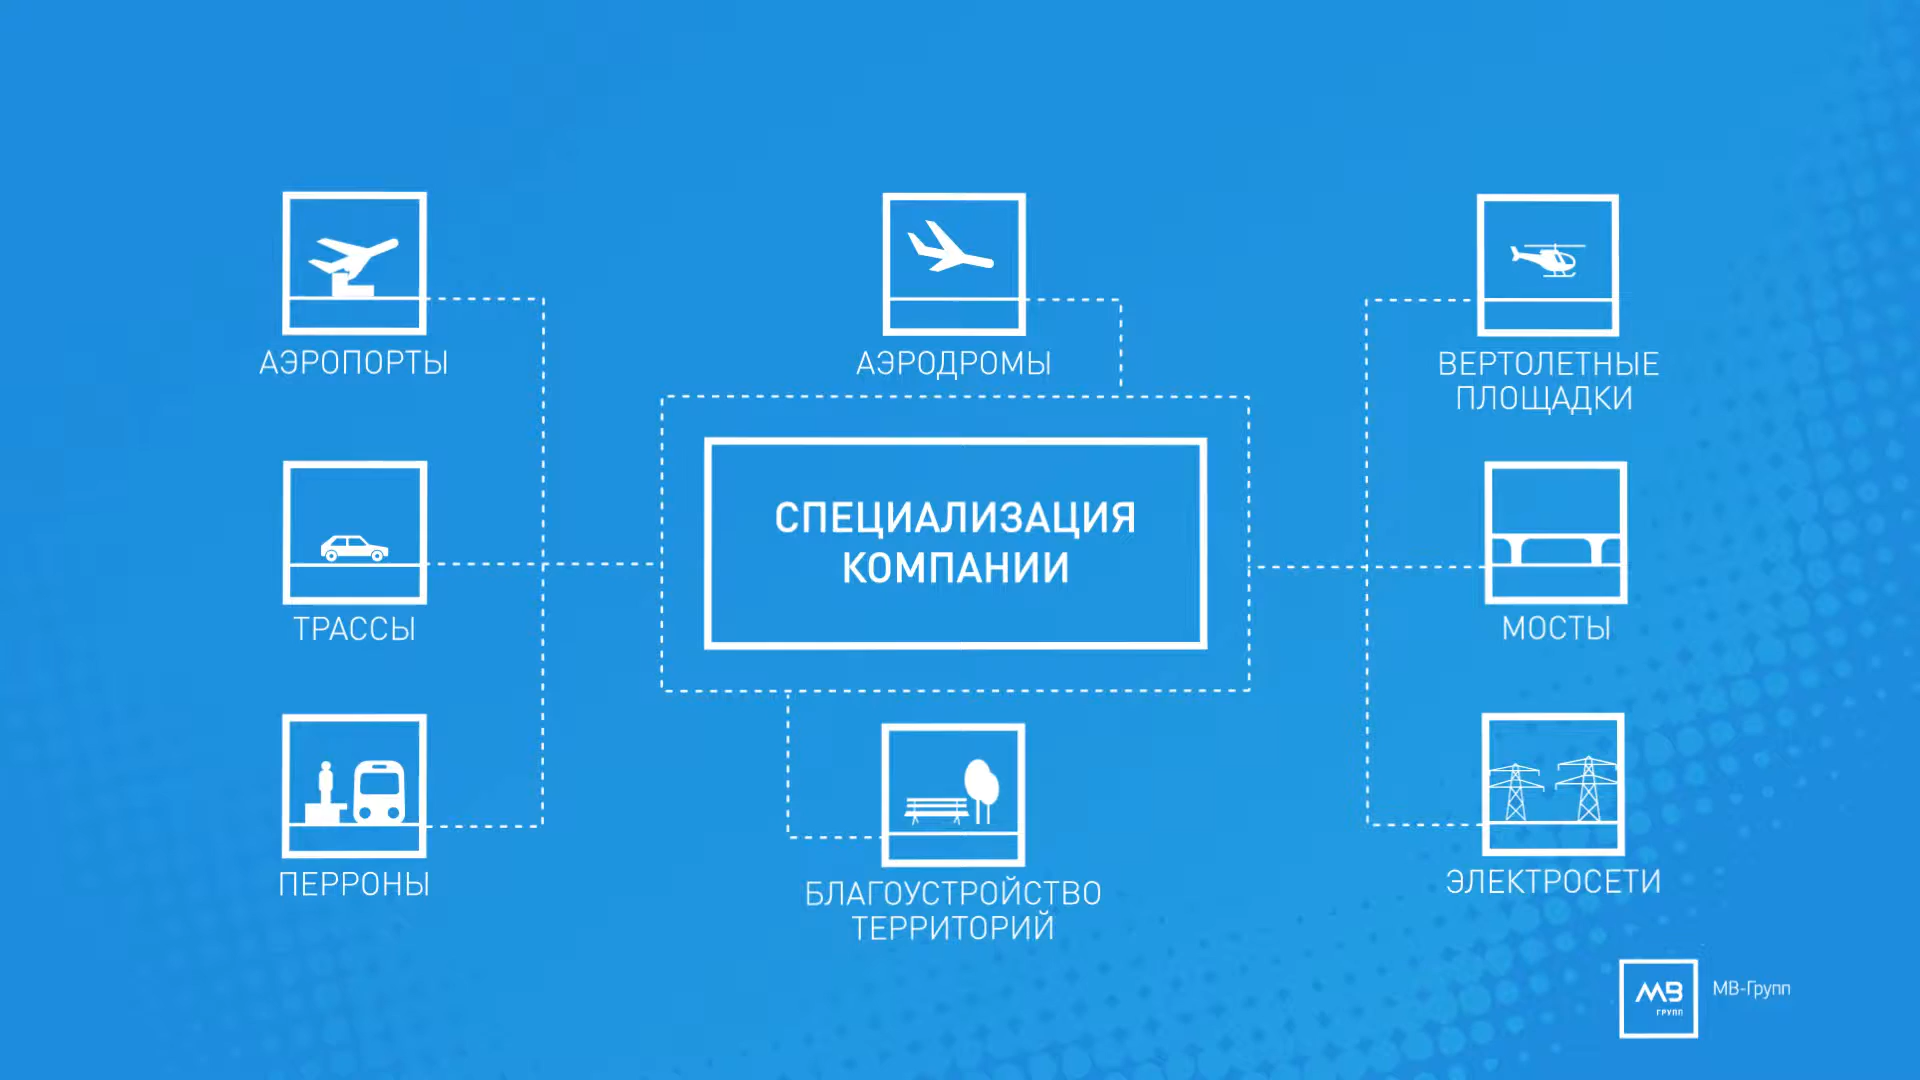 АЭРОПОРТЫ
АЭРОДРОМЫ
ВЕРТОЛЕТНЫЕ
ПЛОЩАДКИ
СПЕЦИАЛИЗАЦИЯ
КОМПАНИИ
ТРАССЫ
МОСТЫ
ПЕРРОНЫ
БЛАГОУСТРОЙСТВО
ТЕРРИТОРИЙ
ЭЛЕКТРОСЕТИ
МВ
ГРУПП
МВ-Групп